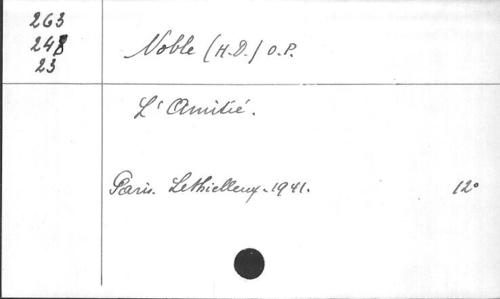 263
248
23
Noble (H.D.) O.P.
L'Amitié.
Paris. Lethielleux. 1941. 12°